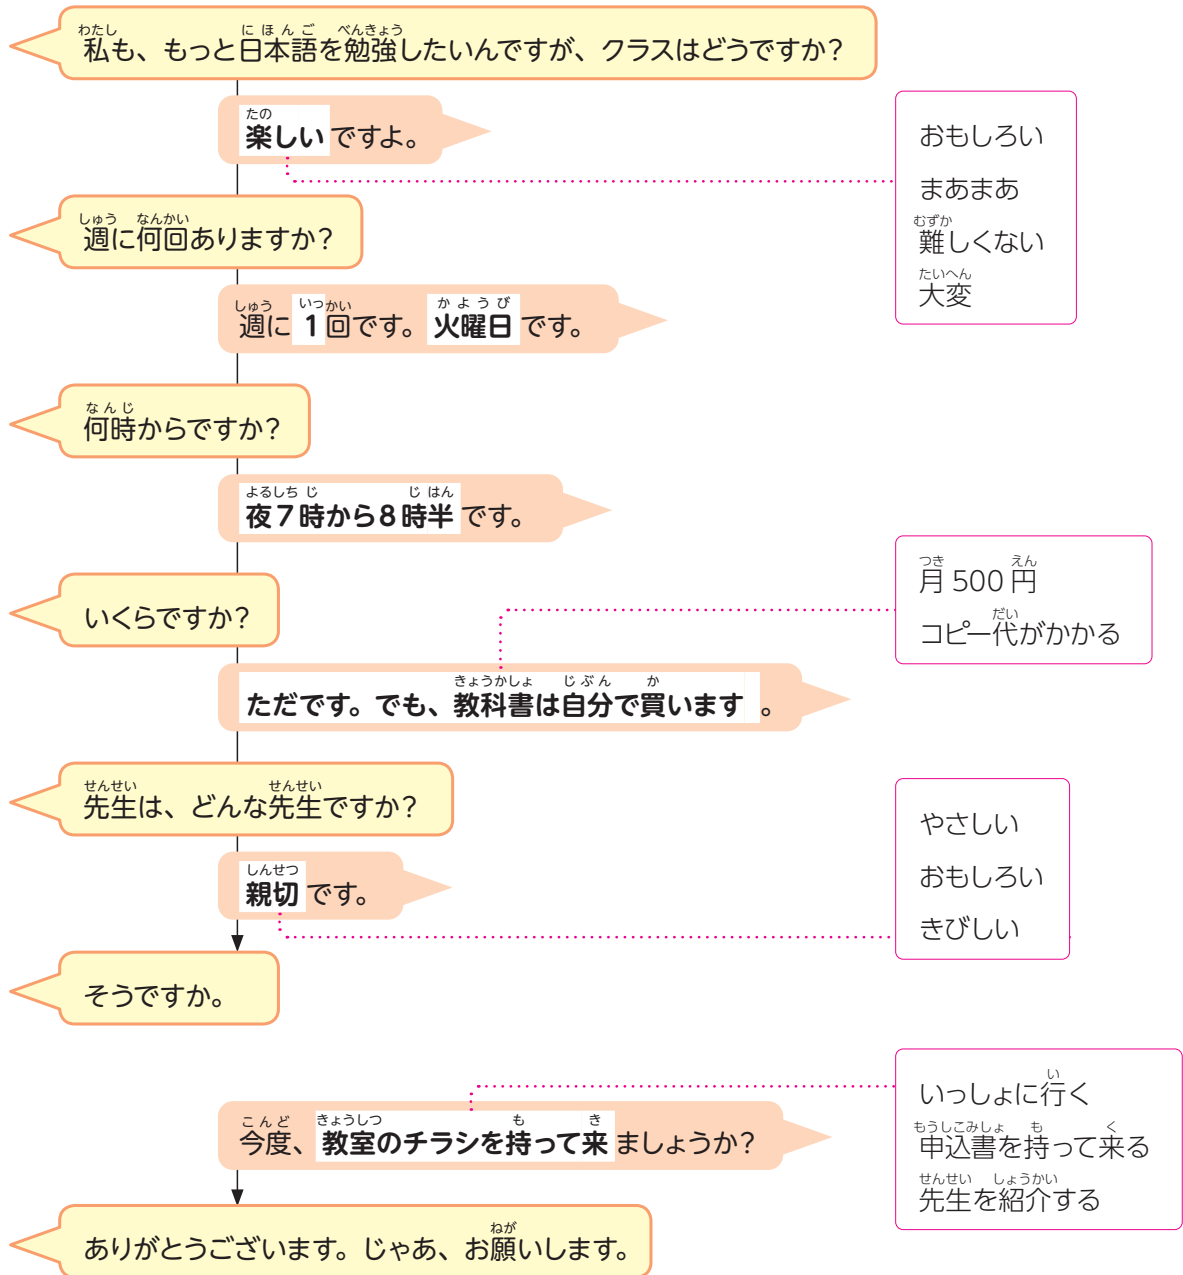 わたし にほんご べんきょう
私も、もっと日本語を勉強したいんですが、クラスはどうですか？
たの
楽しいですよ。
おもしろい
まあまあ
むずか
難しくない
たいへん
大変
しゅう なんかい
週に何回ありますか？
しゅう いっかい かようび
週に1回です。火曜日です。
なんじ
何時からですか？
よるしちじ じはん
夜7時から8時半です。
いくらですか？
つき えん
月500円
コピー代がかかる
だい
きょうかしょ じぶん か
ただです。でも、教科書は自分で買います。
せんせい せんせい
先生は、どんな先生ですか？
しんせつ
親切です。
やさしい
おもしろい
きびしい
そうですか。
こんど きょうしつ も き
今度、教室のチラシを持って来ましょうか？
い
いっしょに行く
もうしこみしょ も く
申込書を持って来る
せんせい しょうかい
先生を紹介する
ねが
ありがとうございます。じゃあ、お願いします。